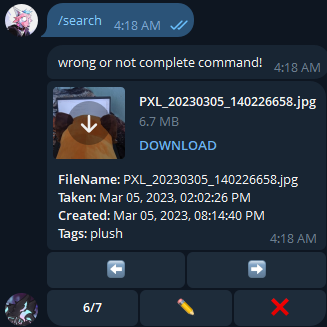 /search
4:18 AM
wrong or not complete command!
4:18 AM
PXL_20230305_140226658.jpg
6.7 MB
DOWNLOAD
FileName: PXL_20230305_140226658.jpg
Taken: Mar 05, 2023, 02:02:26 PM
Created: Mar 05, 2023, 08:14:40 PM
Tags: plush
4:18 AM
6/7